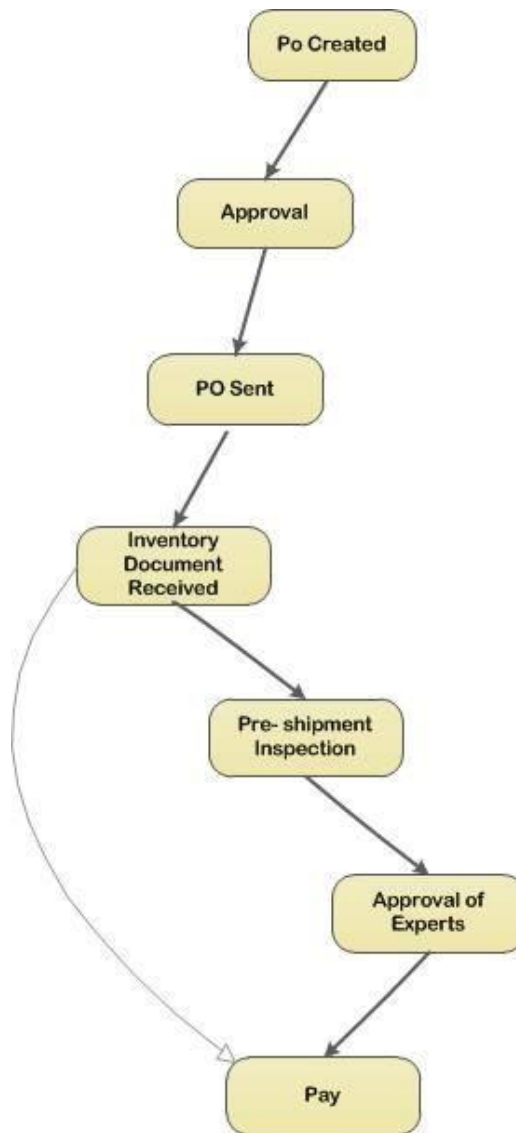 Po Created
Approval
PO Sent
Inventory
Document
Received
Pre- shipment
Inspection
Approval of
Experts
Pay